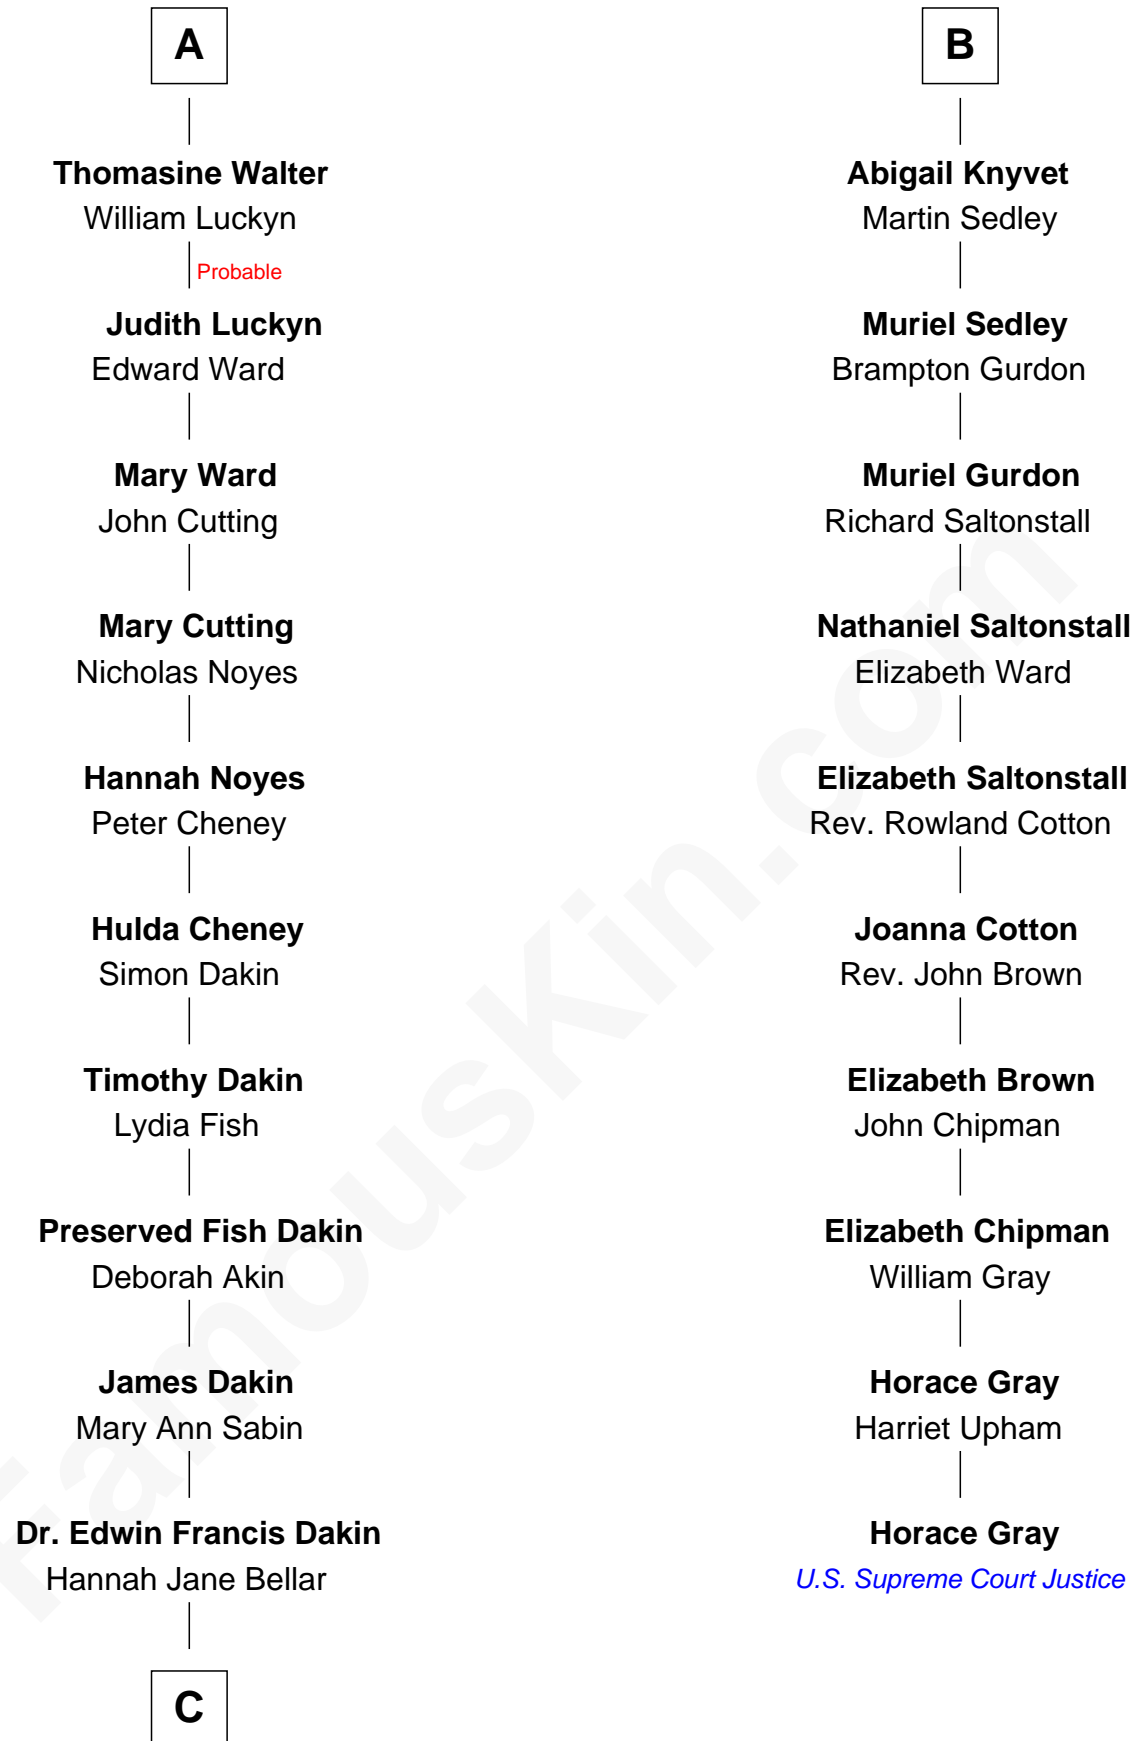 A
Thomasine Walter
William Luckyn
Probable
Judith Luckyn
Edward Ward
Mary Ward
John Cutting
Mary Cutting
Nicholas Noyes
Hannah Noyes
Peter Cheney
Hulda Cheney
Simon Dakin
Timothy Dakin
Lydia Fish
Preserved Fish Dakin
Deborah Akin
James Dakin
Mary Ann Sabin
Dr. Edwin Francis Dakin
Hannah Jane Bellar
C
B
Abigail Knyvet
Martin Sedley
Muriel Sedley
Brampton Gurdon
Muriel Gurdon
Richard Saltonstall
Nathaniel Saltonstall
Elizabeth Ward
Elizabeth Saltonstall
Rev. Rowland Cotton
Joanna Cotton
Rev. John Brown
Elizabeth Brown
John Chipman
Elizabeth Chipman
William Gray
Horace Gray
Harriet Upham
Horace Gray
U.S. Supreme Court Justice
FamousKin.com